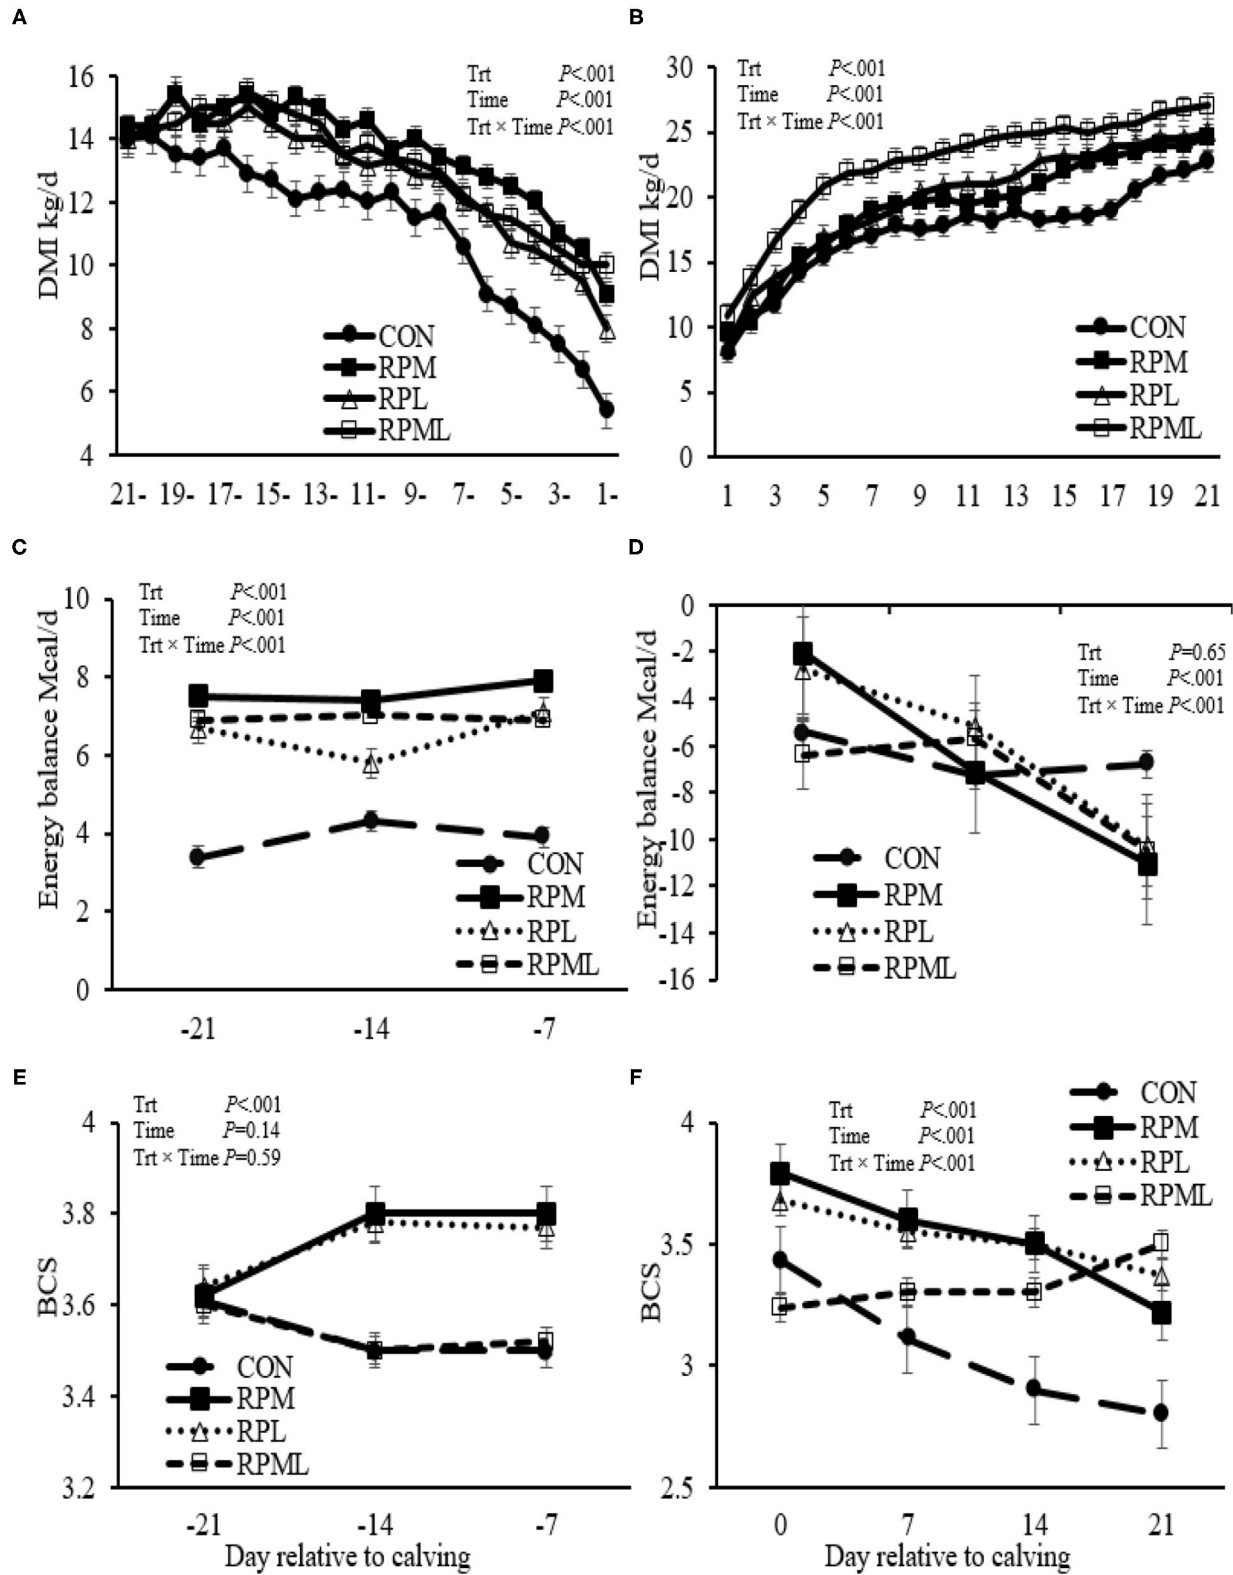 A
16
14
12
10
8
6
4
DMI kg/d
Trt P<.001
Time P<.001
Trt × Time P<.001
CON
RPM
RPL
RPML
21- 19- 17- 15- 13- 11- 9- 7- 5- 3- 1-
B
30
25
20
15
10
5
0
DMI kg/d
Trt P<.001
Time P<.001
Trt × Time P<.001
CON
RPM
RPL
RPML
1 3 5 7 9 11 13 15 17 19 21
C
10
8
6
4
2
0
Energy balance Mcal/d
Trt P<.001
Time P<.001
Trt × Time P<.001
CON
RPM
RPL
RPML
-21 -14 -7
D
0
-2
-4
-6
-8
-10
-12
-14
-16
Energy balance Mcal/d
Trt P=0.65
Time P<.001
Trt × Time P<.001
CON
RPM
RPL
RPML
E
4
3.8
3.6
3.4
3.2
BCS
Trt P<.001
Time P=0.14
Trt × Time P=0.59
CON
RPM
RPL
RPML
-21 -14 -7
Day relative to calving
F
4
3.5
3
2.5
BCS
Trt P<.001
Time P<.001
Trt × Time P<.001
CON
RPM
RPL
RPML
0 7 14 21
Day relative to calving